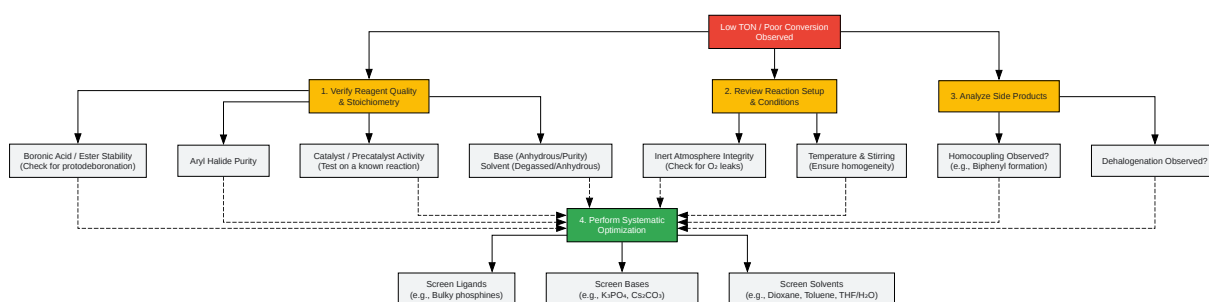 Low TON / Poor Conversion
Observed
1. Verify Reagent Quality
& Stoichiometry
2. Review Reaction Setup
& Conditions
3. Analyze Side Products
Boronic Acid / Ester Stability
(Check for protodeboronation)
Aryl Halide Purity
Catalyst / Precatalyst Activity
(Test on a known reaction)
Base (Anhydrous/Purity)
Solvent (Degassed/Anhydrous)
Inert Atmosphere Integrity
(Check for O₂ leaks)
Temperature & Stirring
(Ensure homogeneity)
Homocoupling Observed?
(e.g., Biphenyl formation)
Dehalogenation Observed?
4. Perform Systematic
Optimization
Screen Ligands
(e.g., Bulky phosphines)
Screen Bases
(e.g., K₃PO₄, Cs₂CO₃)
Screen Solvents
(e.g., Dioxane, Toluene, THF/H₂O)